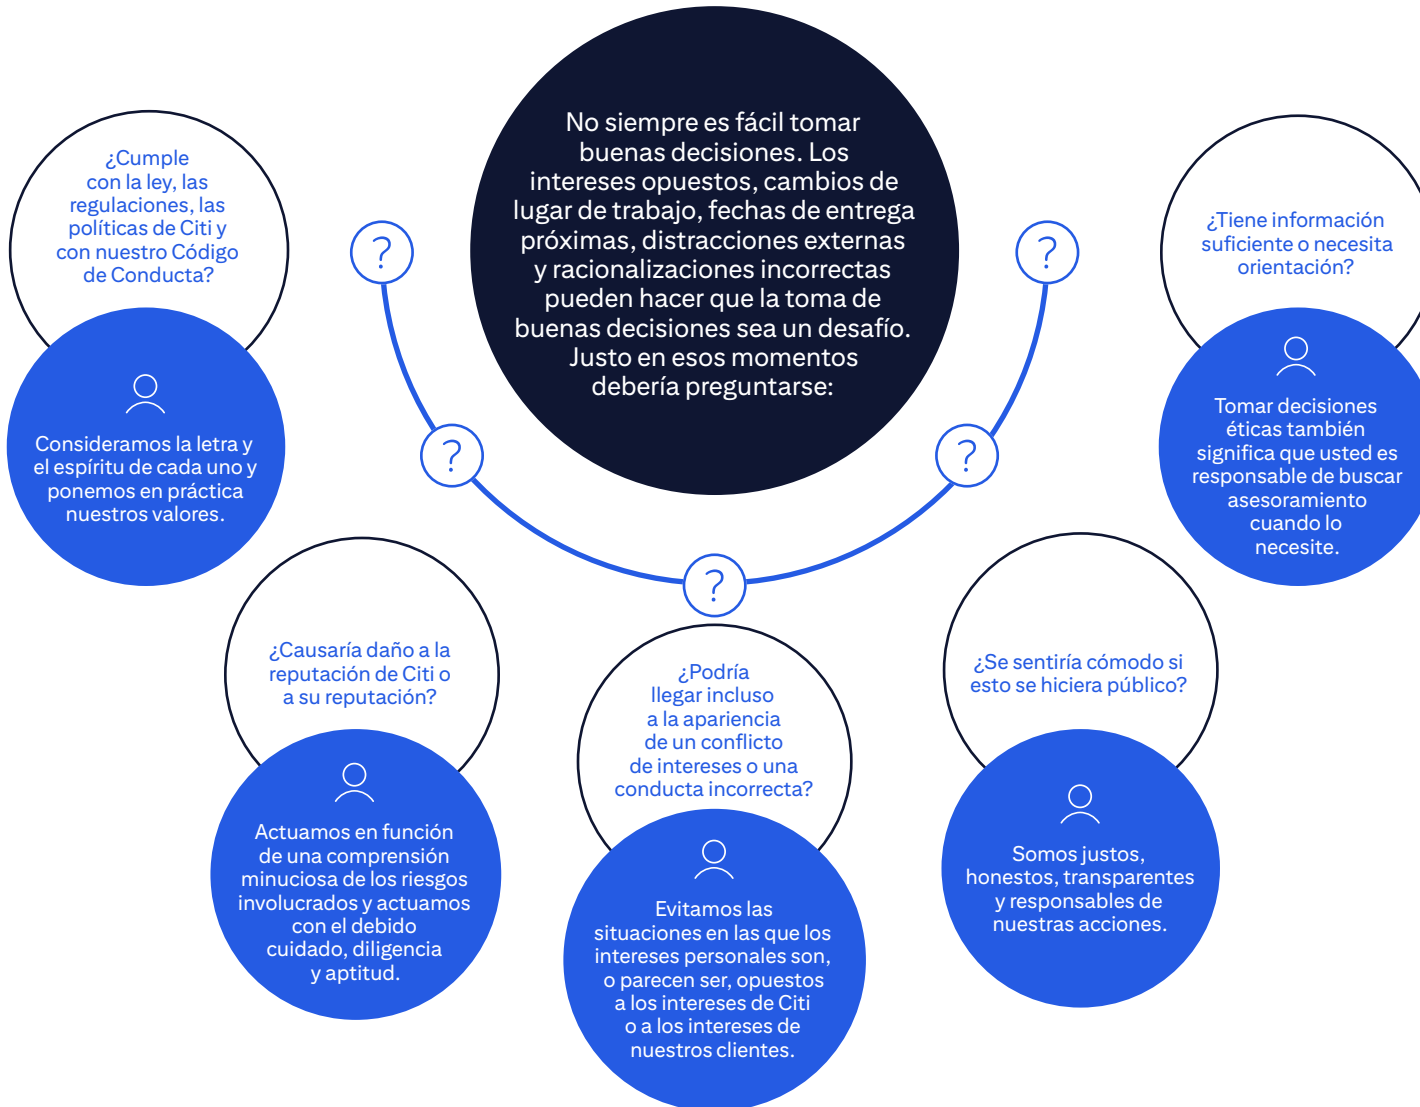 No siempre es fácil tomar
buenas decisiones. Los
intereses opuestos, cambios de
lugar de trabajo, fechas de entrega
próximas, distracciones externas
y racionalizaciones incorrectas
pueden hacer que la toma de
buenas decisiones sea un desafío.
Justo en esos momentos
debería preguntarse:
¿Cumple
con la ley, las
regulaciones, las
políticas de Citi y
con nuestro Código
de Conducta?
Consideramos la letra y
el espíritu de cada uno y
ponemos en práctica
nuestros valores.
?
?
?
?
?
¿Causaría daño a la
reputación de Citi o
a su reputación?
Actuamos en función
de una comprensión
minuciosa de los riesgos
involucrados y actuamos
con el debido
cuidado, diligencia
y aptitud.
¿Podría
llegar incluso
a la apariencia
de un conflicto
de intereses o una
conducta incorrecta?
Evitamos las
situaciones en las que los
intereses personales son,
o parecen ser, opuestos
a los intereses de Citi
o a los intereses de
nuestros clientes.
¿Se sentiría cómodo si
esto se hiciera público?
Somos justos,
honestos, transparentes
y responsables de
nuestras acciones.
¿Tiene información
suficiente o necesita
orientación?
Tomar decisiones
éticas también
significa que usted es
responsable de buscar
asesoramiento
cuando lo
necesite.